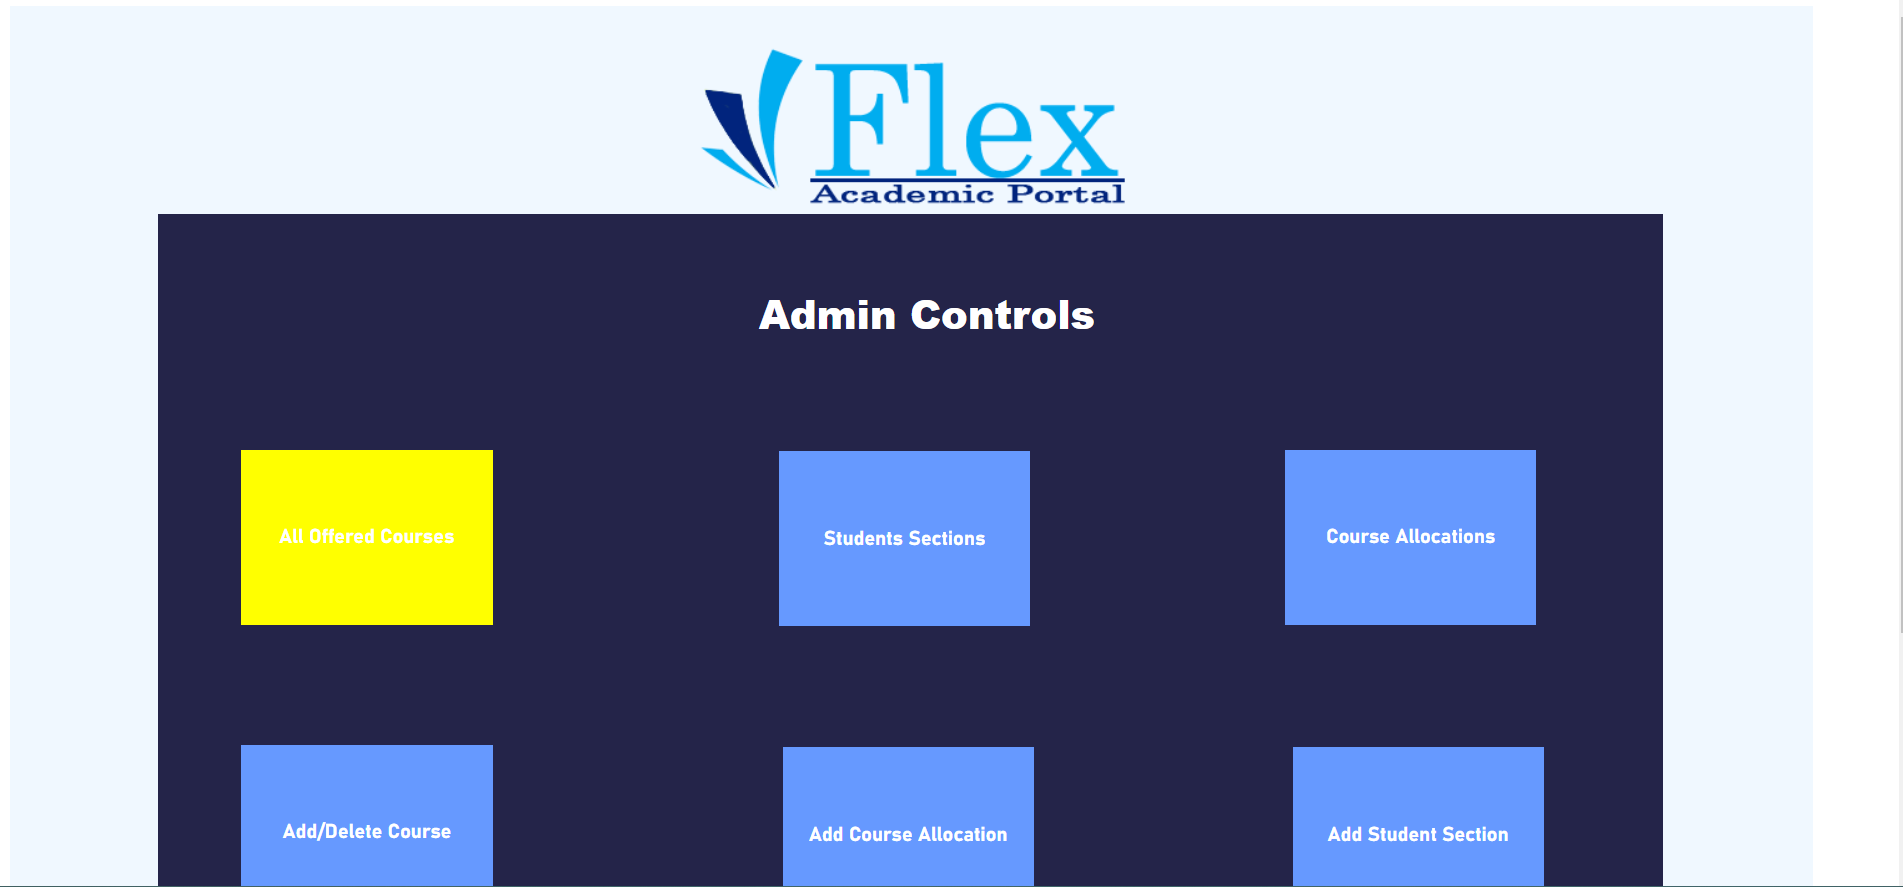 Flex
Academic Portal
Admin Controls
All Offered Courses
Students Sections
Course Allocations
Add/Delete Course
Add Course Allocation
Add Student Section